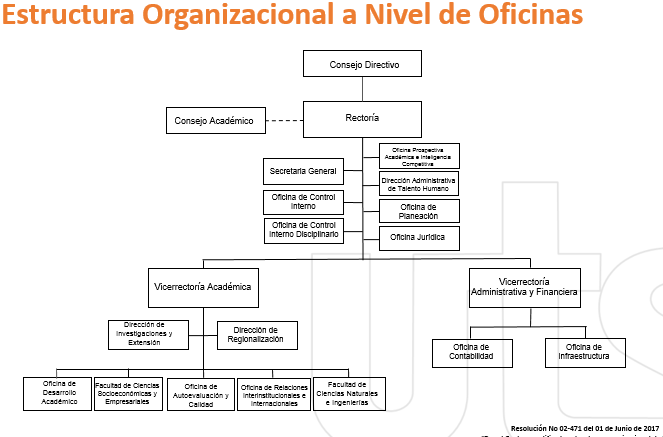 Estructura Organizacional a Nivel de Oficinas
Consejo Directivo
Consejo Académico
Rectoría
Oficina Prospectiva
Académica e Inteligencia
Competitiva
Secretaria General
Dirección Administrativa
de Talento Humano
Oficina de Control
Interno
Oficina de
Planeación
Oficina de Control
Interno Disciplinario
Oficina Jurídica
Vicerrectoría Académica
Vicerrectoría
Administrativa y Financiera
Dirección de
Investigaciones y
Extensión
Dirección de
Regionalización
Oficina de
Contabilidad
Oficina de
Infraestructura
Oficina de
Desarrollo
Académico
Facultad de Ciencias
Socioeconómicas y
Empresariales
Oficina de
Autoevaluación y
Calidad
Oficina de Relaciones
Interinstitucionales e
Internacionales
Facultad de
Ciencias Naturales
e Ingenierías
uts
Resolución No 02-471 del 01 de Junio de 2017